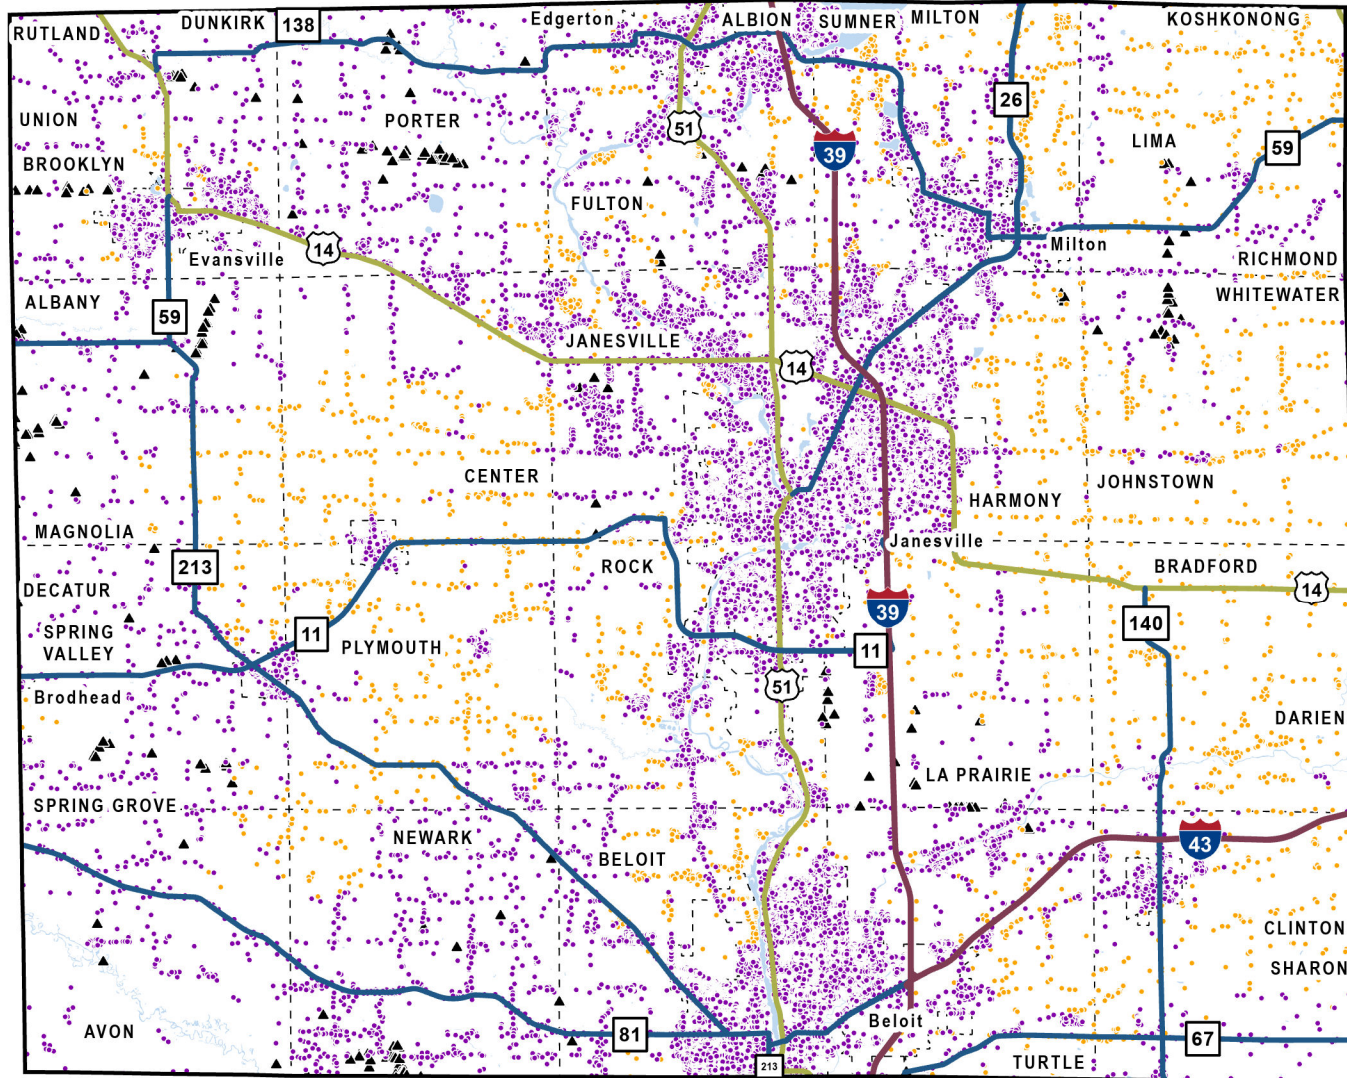 RUTLAND
DUNKIRK
138
Edgerton
ALBION
SUMNER
MILTON
KOSHKONONG
26
UNION
PORTER
51
39
LIMA
59
BROOKLYN
FULTON
Evansville
14
Milton
RICHMOND
ALBANY
WHITEWATER
59
JANESVILLE
14
CENTER
JOHNSTOWN
HARMONY
MAGNOLIA
Janesville
213
ROCK
BRADFORD
DECATUR
14
39
SPRING
VALLEY
11
PLYMOUTH
11
140
Brodhead
51
DARIEN
LA PRAIRIE
SPRING GROVE
NEWARK
BELOIT
43
CLINTON
SHARON
Beloit
AVON
81
67
213
TURTLE